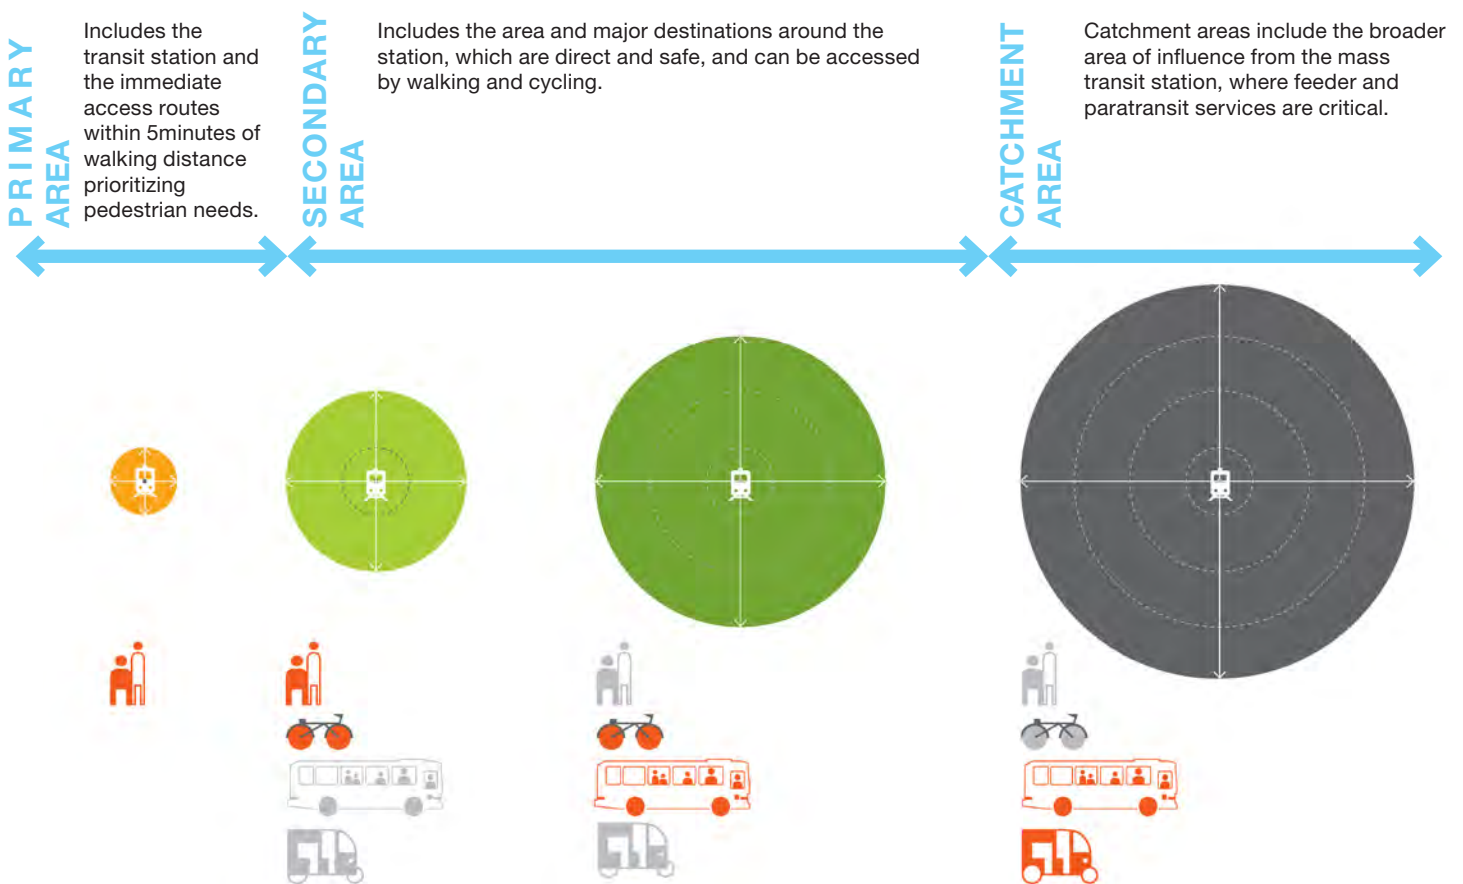 PRIMARY
AREA
Includes the
transit station and
the immediate
access routes
within 5minutes of
walking distance
prioritizing
pedestrian needs.
SECONDARY
AREA
Includes the area and major destinations around the
station, which are direct and safe, and can be accessed
by walking and cycling.
CATCHMENT
AREA
Catchment areas include the broader
area of influence from the mass
transit station, where feeder and
paratransit services are critical.